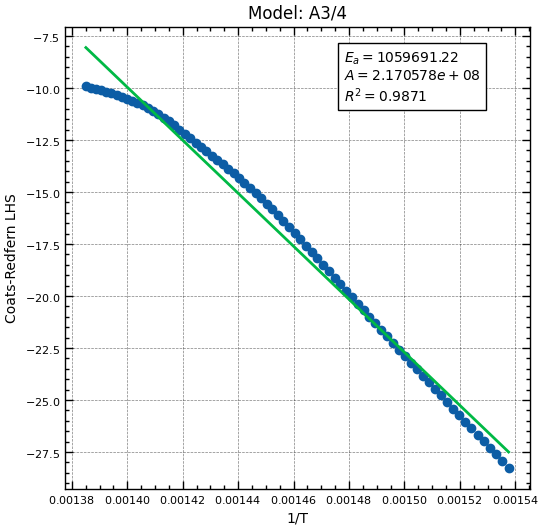 Model: A3/4
−7.5
−10.0
−12.5
−15.0
−17.5
−20.0
−22.5
−25.0
−27.5
Coats-Redfern LHS
E_a = 1059691.22
A = 2.170578e + 08
R² = 0.9871
0.00138 0.00140 0.00142 0.00144 0.00146 0.00148 0.00150 0.00152 0.00154
1/T